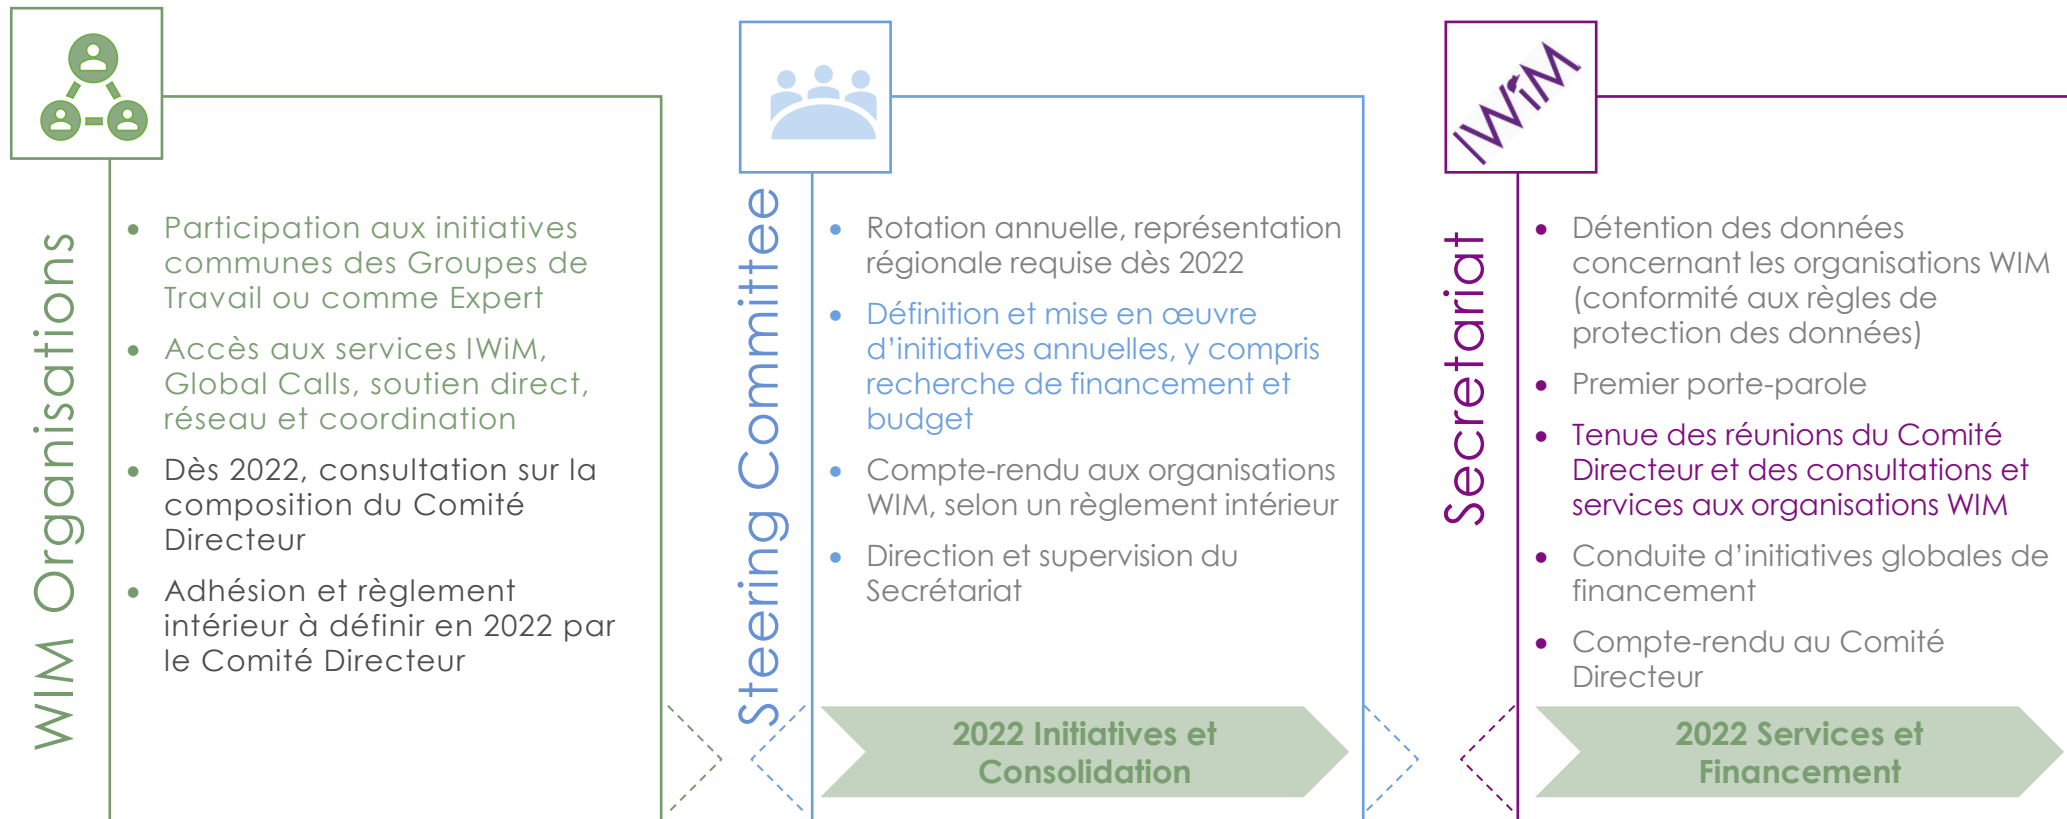 WIM Organisations
• Participation aux initiatives
communes des Groupes de
Travail ou comme Expert
• Accès aux services IWiM,
Global Calls, soutien direct,
réseau et coordination
• Dès 2022, consultation sur la
composition du Comité
Directeur
• Adhésion et règlement
intérieur à définir en 2022 par
le Comité Directeur
Steering Committee
• Rotation annuelle, représentation
régionale requise dès 2022
• Définition et mise en œuvre
d’initiatives annuelles, y compris
recherche de financement et
budget
• Compte-rendu aux organisations
WIM, selon un règlement intérieur
• Direction et supervision du
Secrétariat
2022 Initiatives et
Consolidation
IWiM
Secretariat
• Détention des données
concernant les organisations WIM
(conformité aux règles de
protection des données)
• Premier porte-parole
• Tenue des réunions du Comité
Directeur et des consultations et
services aux organisations WIM
• Conduite d’initiatives globales de
financement
• Compte-rendu au Comité
Directeur
2022 Services et
Financement